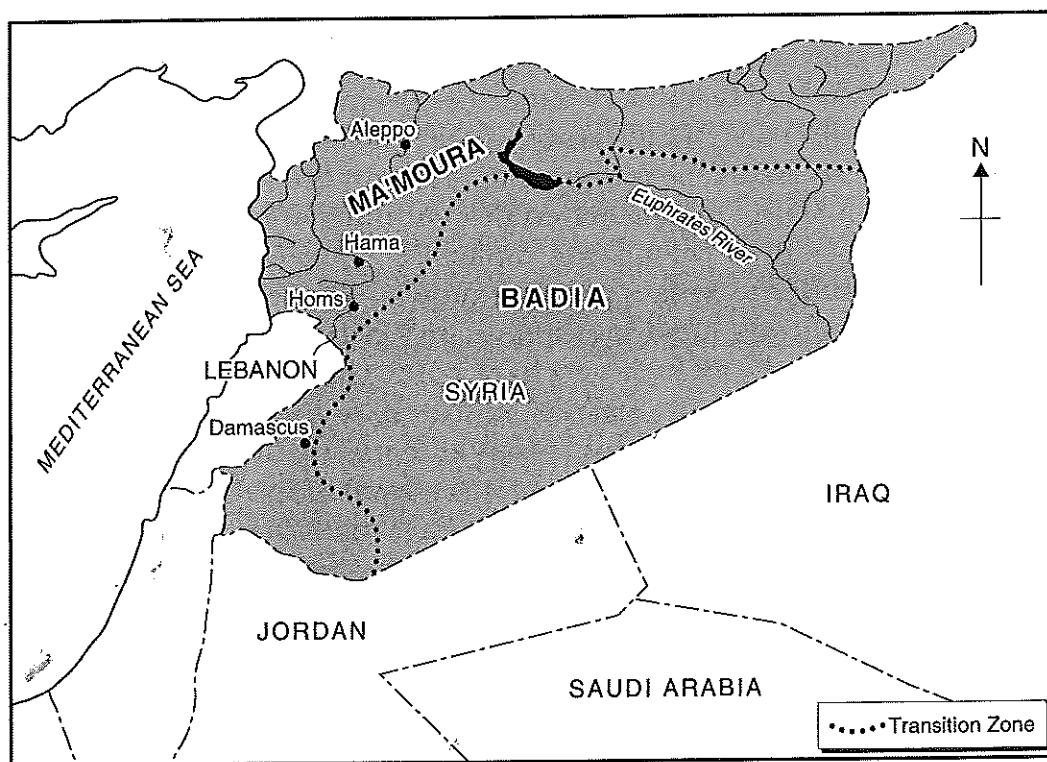 Aleppo
MA'MOURA
N
Euphrates River
Hama
MEDITERRANEAN SEA
BADIA
Homs
LEBANON
SYRIA
Damascus
IRAQ
JORDAN
SAUDI ARABIA
Transition Zone